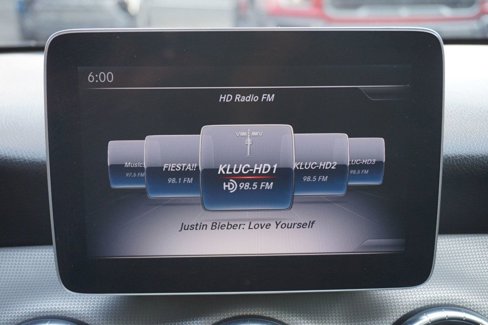 6:00
HD Radio FM
Music
97.5 FM
FIESTA!!
98.1 FM
KLUC-HD1
HD 98.5 FM
KLUC-HD2
98.5 FM
KLUC-HD3
98.5 FM
Justin Bieber: Love Yourself